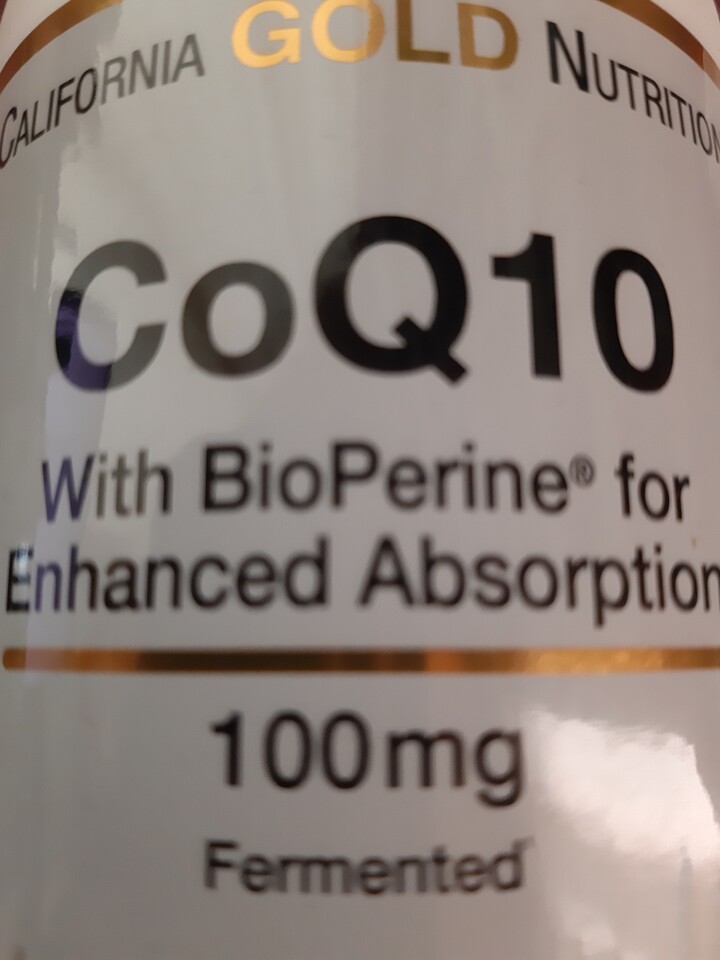 CALIFORNIA GOLD NUTRITION
CoQ10
With BioPerine® for
Enhanced Absorption
100mg
Fermented